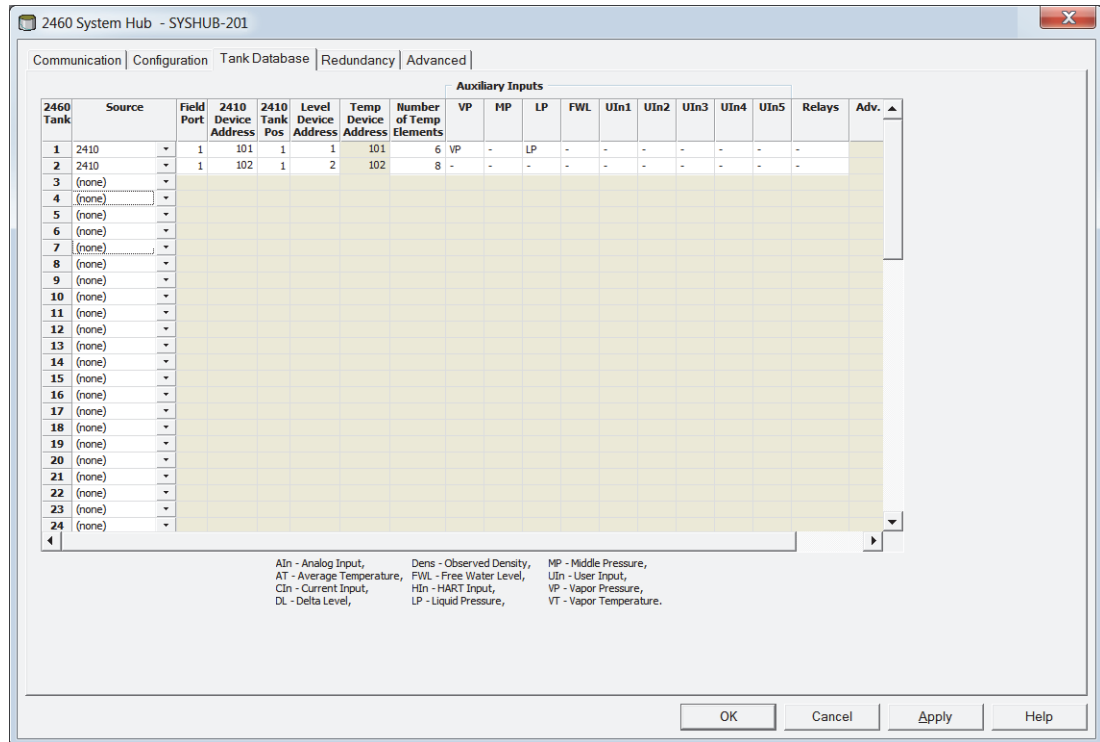 2460 System Hub - SYSHUB-201
X
Communication Configuration Tank Database Redundancy Advanced
Auxiliary Inputs
2460 Tank Source Field Port 2410 Device Address 2410 Tank Pos Level Device Address Temp Device Address Number of Temp Elements VP MP LP FWL UIn1 UIn2 UIn3 UIn4 UIn5 Relays Adv.
1 2410 1 101 1 1 101 6 VP - LP - - - - - - -
2 2410 1 102 1 2 102 8 - - - - - - - - - -
3 (none)
4 (none)
5 (none)
6 (none)
7 (none)
8 (none)
9 (none)
10 (none)
11 (none)
12 (none)
13 (none)
14 (none)
15 (none)
16 (none)
17 (none)
18 (none)
19 (none)
20 (none)
21 (none)
22 (none)
23 (none)
24 (none)
AIn - Analog Input, Dens - Observed Density, MP - Middle Pressure,
AT - Average Temperature, FWL - Free Water Level, UIn - User Input,
CIn - Current Input, HIn - HART Input, VP - Vapor Pressure,
DL - Delta Level, LP - Liquid Pressure, VT - Vapor Temperature.
OK Cancel Apply Help